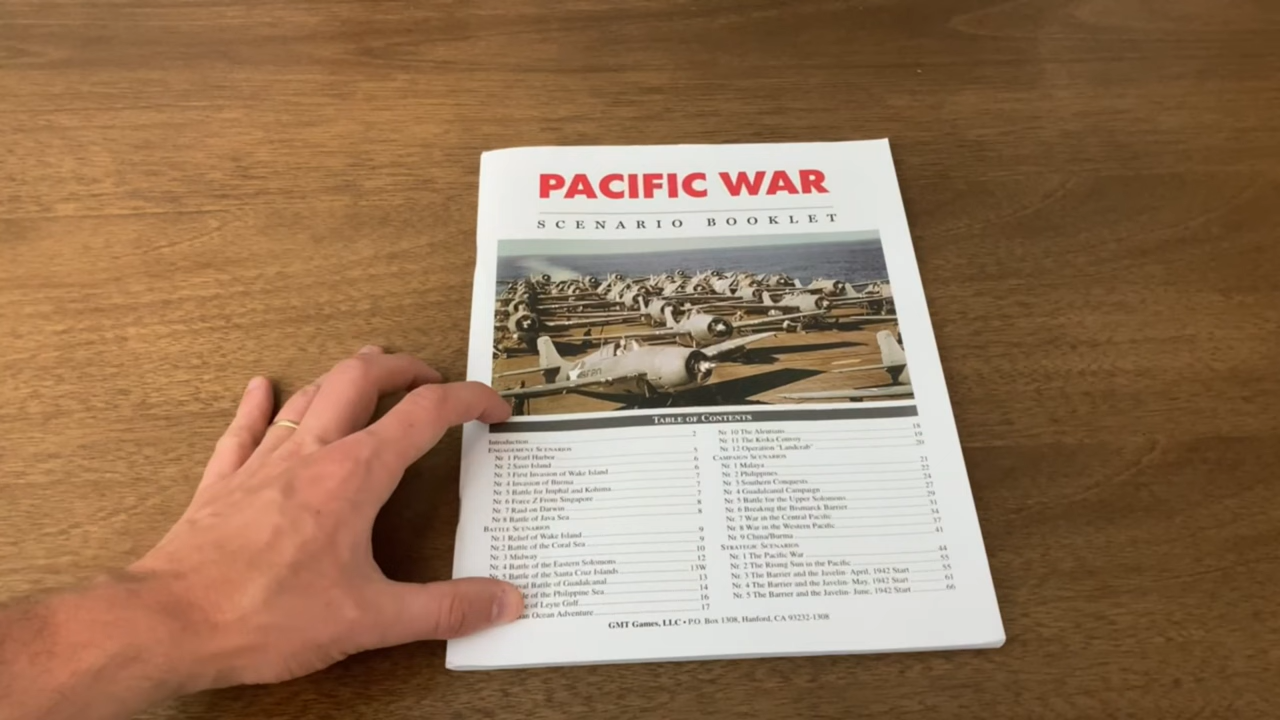 PACIFIC WAR
SCENARIO BOOKLET
TABLE OF CONTENTS
Introduction 2
ENGAGEMENT SCENARIOS 5
Nr. 1 Pearl Harbor 6
Nr. 2 Savo Island 6
Nr. 3 First Invasion of Wake Island 7
Nr. 4 Invasion of Burma 7
Nr. 5 Battle for Imphal and Kohima 7
Nr. 6 Force Z From Singapore 8
Nr. 7 Raid on Darwin 8
Nr 8 Battle of Java Sea
BATTLE SCENARIOS 9
Nr.1 Relief of Wake Island 9
Nr.2 Battle of the Coral Sea 10
Nr. 3 Midway 12
Nr. 4 Battle of the Eastern Solomons 13W
Nr. 5 Battle of the Santa Cruz Islands 13
aval Battle of Guadalcanal 14
le of the Philippine Sea 16
e of Leyte Gulf 17
an Ocean Adventure
Nr. 10 The Aleutians 18
Nr. 11 The Kiska Convoy 19
Nr. 12 Operation "Landcrab" 20
CAMPAIGN SCENARIOS 21
Nr. 1 Malaya 22
Nr. 2 Philippines 24
Nr. 3 Southern Conquests 27
Nr. 4 Guadalcanal Campaign 29
Nr. 5 Battle for the Upper Solomons 31
Nr. 6 Breaking the Bismarck Barrier 34
Nr. 7 War in the Central Pacific 37
Nr. 8 War in the Western Pacific 41
Nr. 9 China/Burma
STRATEGIC SCENARIOS 44
Nr. 1 The Pacific War 55
Nr. 2 The Rising Sun in the Pacific 55
Nr. 3 The Barrier and the Javelin- April, 1942 Start 61
Nr. 4 The Barrier and the Javelin- May, 1942 Start 66
Nr. 5 The Barrier and the Javelin- June, 1942 Start
GMT Games, LLC • P.O. Box 1308, Hanford, CA 93232-1308